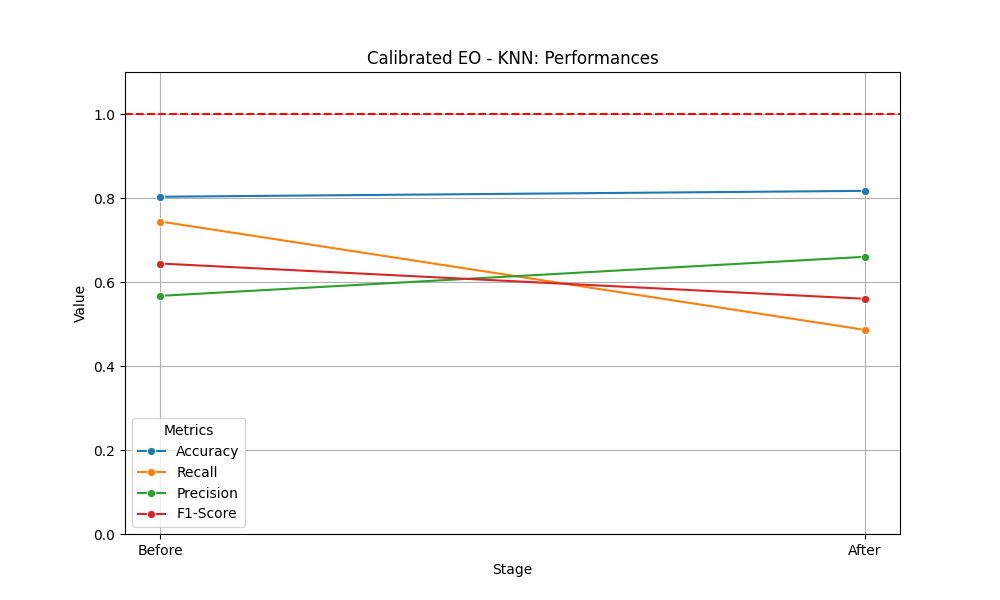 Calibrated EO - KNN: Performances
1.0
0.8
0.6
0.4
0.2
0.0
Value
Metrics
Accuracy
Recall
Precision
F1-Score
Before
After
Stage